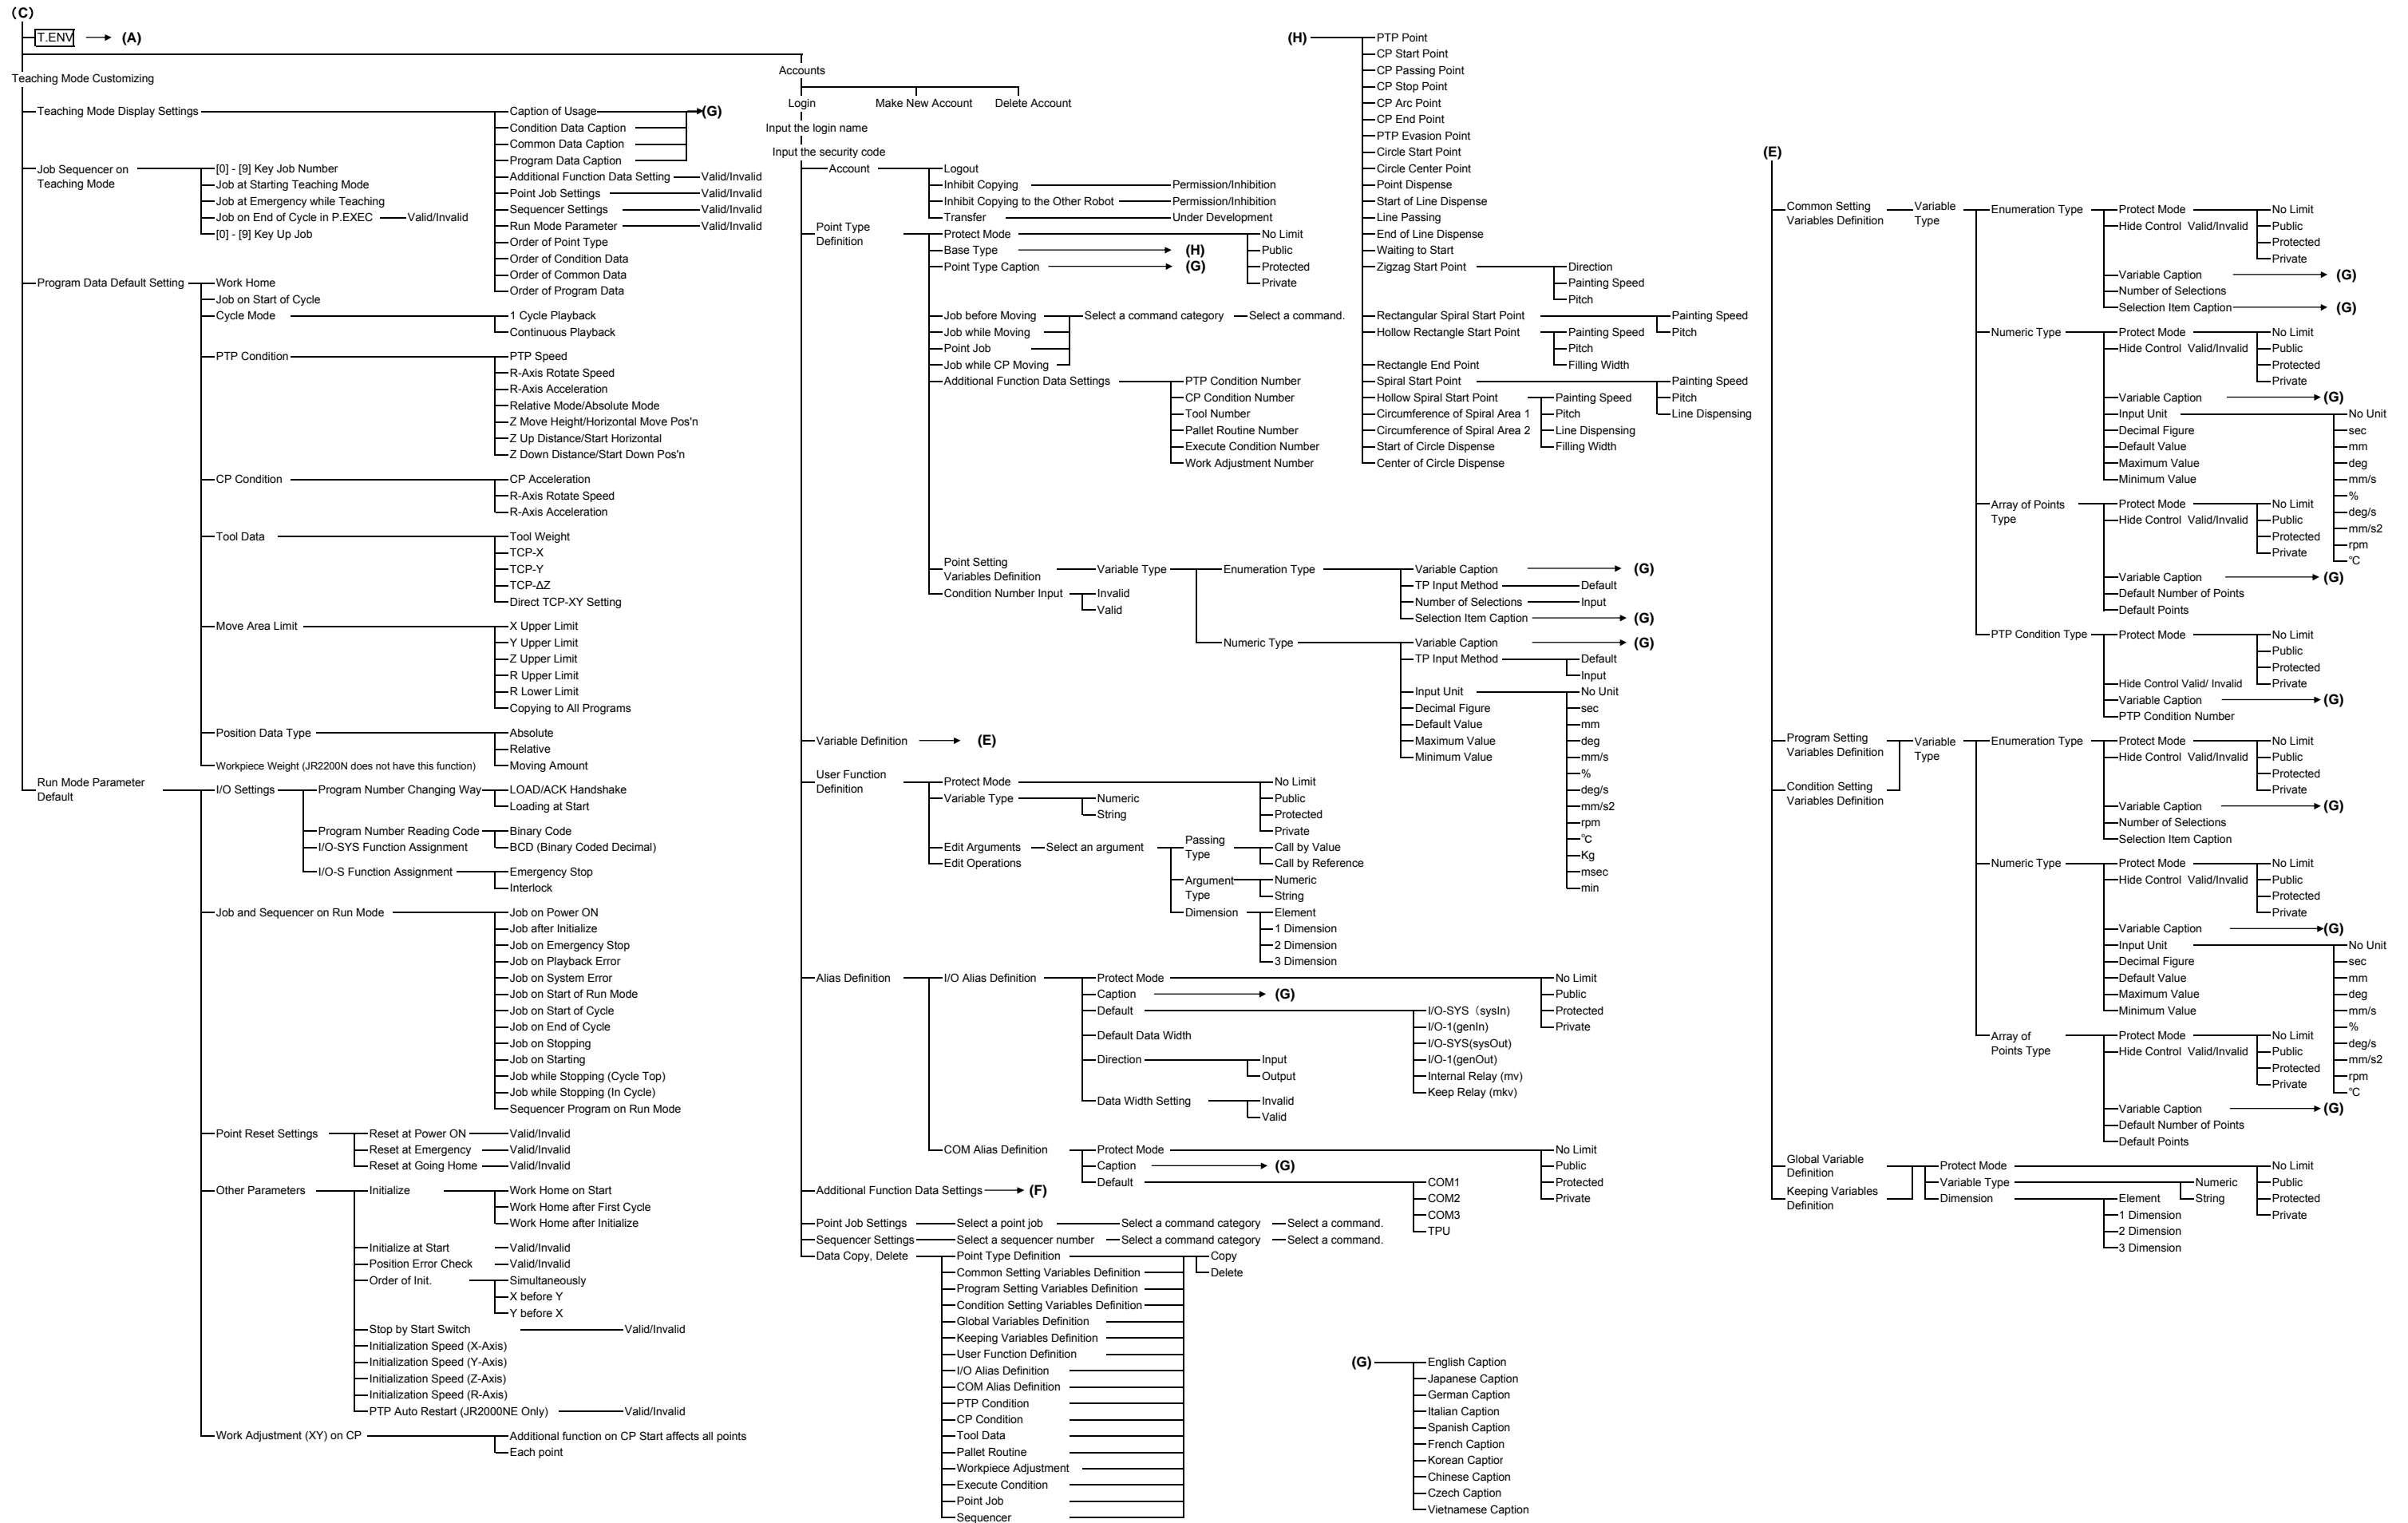 (C)
T.ENV
(A)
Teaching Mode Customizing
Teaching Mode Display Settings
Caption of Usage
(G)
Condition Data Caption
Common Data Caption
Program Data Caption
Additional Function Data Setting
Valid/Invalid
Point Job Settings
Valid/Invalid
Sequencer Settings
Valid/Invalid
Run Mode Parameter
Valid/Invalid
Order of Point Type
Order of Condition Data
Order of Common Data
Order of Program Data
Job Sequencer on
Teaching Mode
[0] - [9] Key Job Number
Job at Starting Teaching Mode
Job at Emergency while Teaching
Job on End of Cycle in P.EXEC
Valid/Invalid
[0] - [9] Key Up Job
Program Data Default Setting
Work Home
Job on Start of Cycle
Cycle Mode
1 Cycle Playback
Continuous Playback
PTP Condition
PTP Speed
R-Axis Rotate Speed
R-Axis Acceleration
Relative Mode/Absolute Mode
Z Move Height/Horizontal Move Pos'n
Z Up Distance/Start Horizontal
Z Down Distance/Start Down Pos'n
CP Condition
CP Acceleration
R-Axis Rotate Speed
R-Axis Acceleration
Tool Data
Tool Weight
TCP-X
TCP-Y
TCP-ΔZ
Direct TCP-XY Setting
Move Area Limit
X Upper Limit
Y Upper Limit
Z Upper Limit
R Upper Limit
R Lower Limit
Copying to All Programs
Position Data Type
Absolute
Relative
Moving Amount
Workpiece Weight (JR2200N does not have this function)
Run Mode Parameter
Default
I/O Settings
Program Number Changing Way
LOAD/ACK Handshake
Loading at Start
Program Number Reading Code
Binary Code
BCD (Binary Coded Decimal)
I/O-SYS Function Assignment
I/O-S Function Assignment
Emergency Stop
Interlock
Job and Sequencer on Run Mode
Job on Power ON
Job after Initialize
Job on Emergency Stop
Job on Playback Error
Job on System Error
Job on Start of Run Mode
Job on Start of Cycle
Job on End of Cycle
Job on Stopping
Job on Starting
Job while Stopping (Cycle Top)
Job while Stopping (In Cycle)
Sequencer Program on Run Mode
Point Reset Settings
Reset at Power ON
Valid/Invalid
Reset at Emergency
Valid/Invalid
Reset at Going Home
Valid/Invalid
Other Parameters
Initialize
Work Home on Start
Work Home after First Cycle
Work Home after Initialize
Initialize at Start
Valid/Invalid
Position Error Check
Valid/Invalid
Order of Init.
Simultaneously
X before Y
Y before X
Stop by Start Switch
Valid/Invalid
Initialization Speed (X-Axis)
Initialization Speed (Y-Axis)
Initialization Speed (Z-Axis)
Initialization Speed (R-Axis)
PTP Auto Restart (JR2000NE Only)
Valid/Invalid
Work Adjustment (XY) on CP
Additional function on CP Start affects all points
Each point
Accounts
Login
Make New Account
Delete Account
Input the login name
Input the security code
Account
Logout
Inhibit Copying
Permission/Inhibition
Inhibit Copying to the Other Robot
Permission/Inhibition
Transfer
Under Development
Point Type
Definition
Protect Mode
No Limit
Public
Protected
Private
Base Type
(H)
Point Type Caption
(G)
Job before Moving
Select a command category
Select a command.
Job while Moving
Point Job
Job while CP Moving
Additional Function Data Settings
PTP Condition Number
CP Condition Number
Tool Number
Pallet Routine Number
Execute Condition Number
Work Adjustment Number
Point Setting
Variables Definition
Variable Type
Enumeration Type
Variable Caption
(G)
TP Input Method
Default
Number of Selections
Input
Selection Item Caption
(G)
Condition Number Input
Invalid
Valid
Numeric Type
Variable Caption
(G)
TP Input Method
Default
Input
Input Unit
No Unit
Decimal Figure
sec
Default Value
mm
Maximum Value
deg
Minimum Value
mm/s
%
deg/s
mm/s2
rpm
℃
Kg
msec
min
Variable Definition
(E)
User Function
Definition
Protect Mode
No Limit
Public
Protected
Private
Variable Type
Numeric
String
Edit Arguments
Select an argument
Passing
Type
Call by Value
Call by Reference
Edit Operations
Argument
Type
Numeric
String
Dimension
Element
1 Dimension
2 Dimension
3 Dimension
Alias Definition
I/O Alias Definition
Protect Mode
No Limit
Public
Protected
Private
Caption
(G)
Default
I/O-SYS（sysIn)
I/O-1(genIn)
I/O-SYS(sysOut)
I/O-1(genOut)
Internal Relay (mv)
Keep Relay (mkv)
Default Data Width
Direction
Input
Output
Data Width Setting
Invalid
Valid
COM Alias Definition
Protect Mode
No Limit
Public
Protected
Private
Caption
(G)
Default
COM1
COM2
COM3
TPU
Additional Function Data Settings
(F)
Point Job Settings
Select a point job
Select a command category
Select a command.
Sequencer Settings
Select a sequencer number
Select a command category
Select a command.
Data Copy, Delete
Point Type Definition
Copy
Delete
Common Setting Variables Definition
Program Setting Variables Definition
Condition Setting Variables Definition
Global Variables Definition
Keeping Variables Definition
User Function Definition
I/O Alias Definition
COM Alias Definition
PTP Condition
CP Condition
Tool Data
Pallet Routine
Workpiece Adjustment
Execute Condition
Point Job
Sequencer
(H)
PTP Point
CP Start Point
CP Passing Point
CP Stop Point
CP Arc Point
CP End Point
PTP Evasion Point
Circle Start Point
Circle Center Point
Point Dispense
Start of Line Dispense
Line Passing
End of Line Dispense
Waiting to Start
Zigzag Start Point
Direction
Painting Speed
Pitch
Rectangular Spiral Start Point
Painting Speed
Pitch
Hollow Rectangle Start Point
Painting Speed
Pitch
Filling Width
Rectangle End Point
Spiral Start Point
Painting Speed
Pitch
Line Dispensing
Hollow Spiral Start Point
Painting Speed
Pitch
Line Dispensing
Filling Width
Circumference of Spiral Area 1
Circumference of Spiral Area 2
Start of Circle Dispense
Center of Circle Dispense
(G)
English Caption
Japanese Caption
German Caption
Italian Caption
Spanish Caption
French Caption
Korean Captior
Chinese Caption
Czech Caption
Vietnamese Caption
(E)
Common Setting
Variables Definition
Variable
Type
Enumeration Type
Protect Mode
No Limit
Public
Protected
Private
Hide Control Valid/Invalid
Variable Caption
(G)
Number of Selections
Selection Item Caption
(G)
Numeric Type
Protect Mode
No Limit
Public
Protected
Private
Hide Control Valid/Invalid
Variable Caption
(G)
Input Unit
No Unit
sec
mm
deg
mm/s
%
deg/s
mm/s2
rpm
℃
Decimal Figure
Default Value
Maximum Value
Minimum Value
Array of Points
Type
Protect Mode
No Limit
Public
Protected
Private
Hide Control Valid/Invalid
Variable Caption
(G)
Default Number of Points
Default Points
PTP Condition Type
Protect Mode
No Limit
Public
Protected
Private
Hide Control Valid/ Invalid
Variable Caption
(G)
PTP Condition Number
Program Setting
Variables Definition
Condition Setting
Variables Definition
Variable
Type
Enumeration Type
Protect Mode
No Limit
Public
Protected
Private
Hide Control Valid/Invalid
Variable Caption
(G)
Number of Selections
Selection Item Caption
Numeric Type
Protect Mode
No Limit
Public
Protected
Private
Hide Control Valid/Invalid
Variable Caption
(G)
Input Unit
No Unit
sec
mm
deg
mm/s
%
deg/s
mm/s2
rpm
℃
Decimal Figure
Default Value
Maximum Value
Minimum Value
Array of
Points Type
Protect Mode
No Limit
Public
Protected
Private
Hide Control Valid/Invalid
Variable Caption
(G)
Default Number of Points
Default Points
Global Variable
Definition
Keeping Variables
Definition
Protect Mode
No Limit
Public
Protected
Private
Variable Type
Numeric
String
Dimension
Element
1 Dimension
2 Dimension
3 Dimension